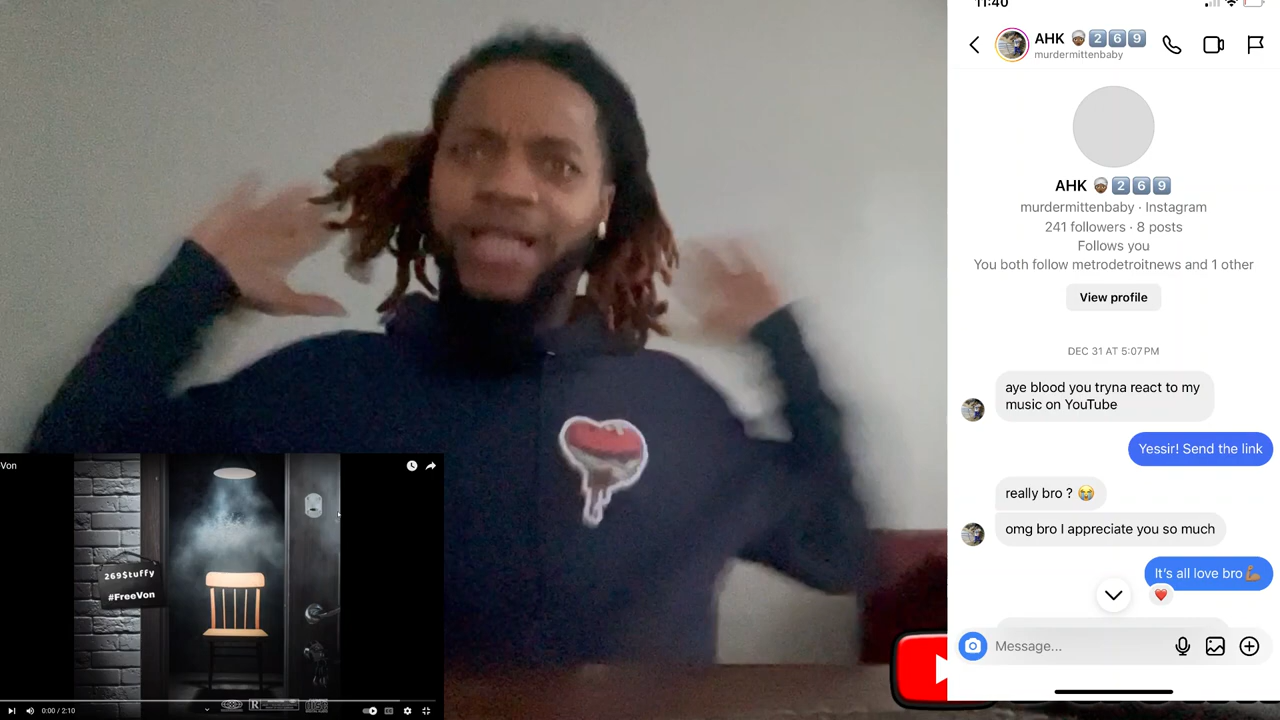 11:40
AHK 👳🏽 2️⃣6️⃣9️⃣
murdermittenbaby
AHK 👳🏽 2️⃣6️⃣9️⃣
murdermittenbaby · Instagram
241 followers · 8 posts
Follows you
You both follow metrodetroitnews and 1 other
View profile
DEC 31 AT 5:07 PM
aye blood you tryna react to my
music on YouTube
Yessir! Send the link
really bro ? 😭
omg bro I appreciate you so much
It's all love bro 💪🏾
Message...
Von
269$tuffy
#FreeVon
0:00 / 2:10